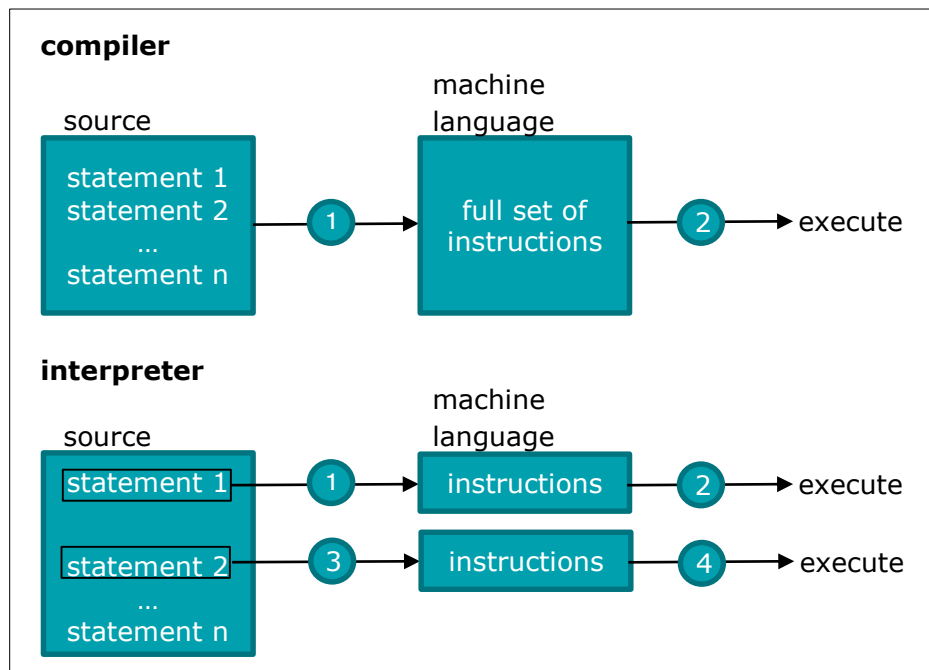 compiler
source
machine
language
statement 1
statement 2
…
statement n
1
full set of
instructions
2
execute
interpreter
source
machine
language
statement 1
1
instructions
2
execute
statement 2
3
instructions
4
execute
…
statement n